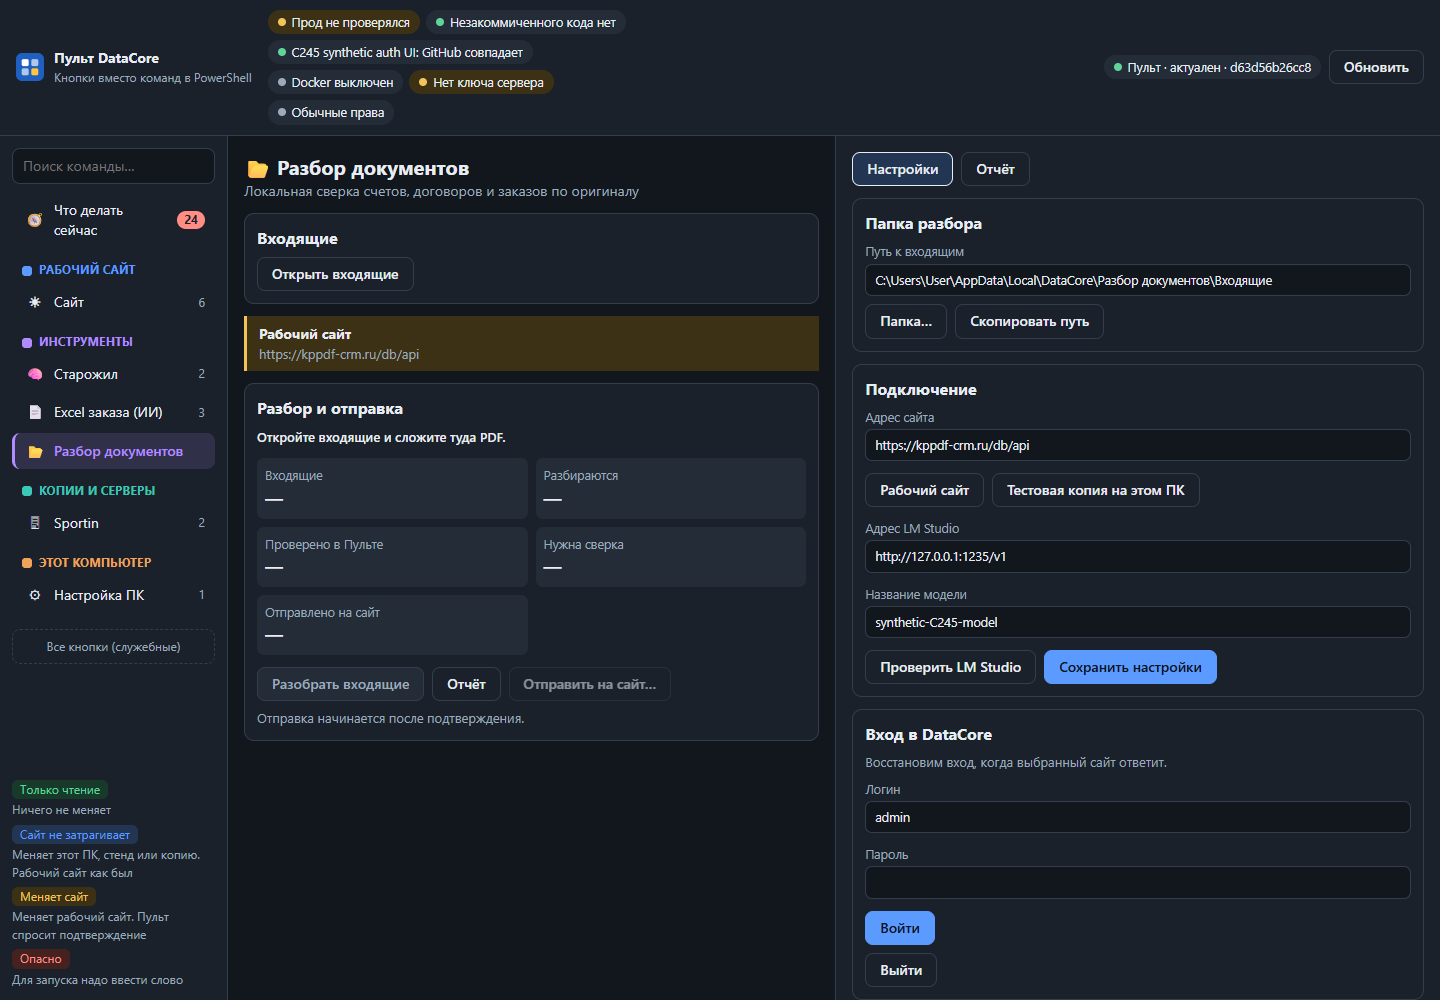 Пульт DataCore
Кнопки вместо команд в PowerShell
Прод не проверялся
Незакоммиченного кода нет
C245 synthetic auth UI: GitHub совпадает
Docker выключен
Нет ключа сервера
Обычные права
Пульт · актуален · d63d56b26cc8
Обновить
Поиск команды...
Что делать
сейчас
24
РАБОЧИЙ САЙТ
Сайт
6
ИНСТРУМЕНТЫ
Старожил
2
Excel заказа (ИИ)
3
Разбор документов
КОПИИ И СЕРВЕРЫ
Sportin
2
ЭТОТ КОМПЬЮТЕР
Настройка ПК
1
Все кнопки (служебные)
Только чтение
Ничего не меняет
Сайт не затрагивает
Меняет этот ПК, стенд или копию.
Рабочий сайт как был
Меняет сайт
Меняет рабочий сайт. Пульт
спросит подтверждение
Опасно
Для запуска надо ввести слово
Разбор документов
Локальная сверка счетов, договоров и заказов по оригиналу
Входящие
Открыть входящие
Рабочий сайт
https://kppdf-crm.ru/db/api
Разбор и отправка
Откройте входящие и сложите туда PDF.
Входящие
—
Разбираются
—
Проверено в Пульте
—
Нужна сверка
—
Отправлено на сайт
—
Разобрать входящие
Отчёт
Отправить на сайт...
Отправка начинается после подтверждения.
Настройки
Отчёт
Папка разбора
Путь к входящим
C:\Users\User\AppData\Local\DataCore\Разбор документов\Входящие
Папка...
Скопировать путь
Подключение
Адрес сайта
https://kppdf-crm.ru/db/api
Рабочий сайт
Тестовая копия на этом ПК
Адрес LM Studio
http://127.0.0.1:1235/v1
Название модели
synthetic-C245-model
Проверить LM Studio
Сохранить настройки
Вход в DataCore
Восстановим вход, когда выбранный сайт ответит.
Логин
admin
Пароль
Войти
Выйти